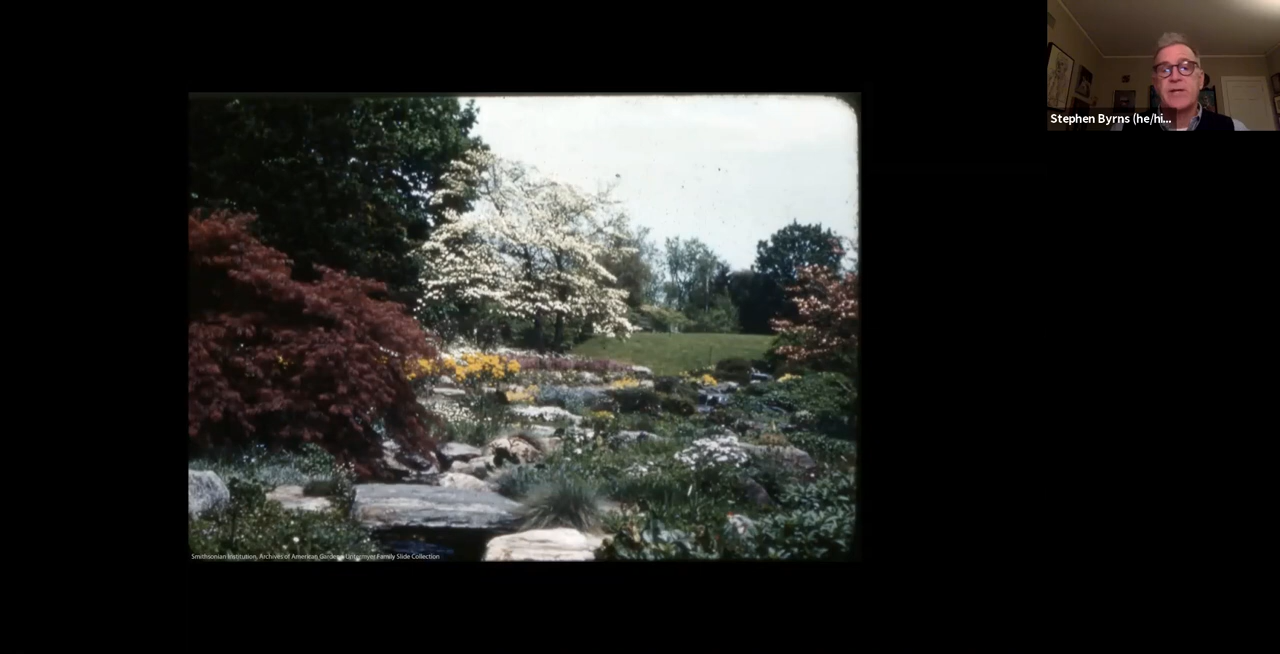 Stephen Byrns (he/hi...
Smithsonian Institution, Archives of American Gardens, Untermyer Family Slide Collection